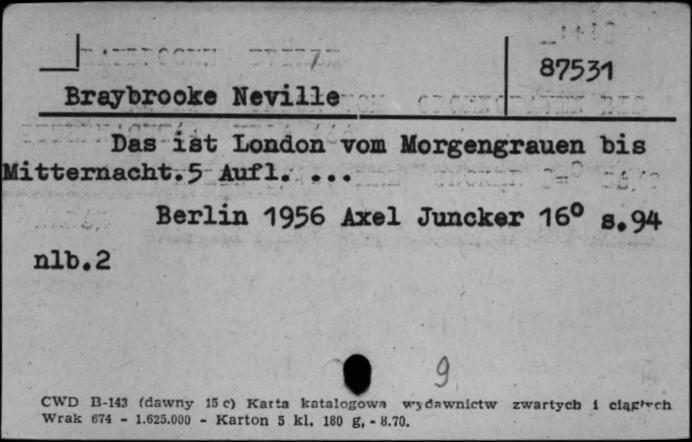 87531
Braybrooke Neville
Das ist London vom Morgengrauen bis
Mitternacht.5 Aufl. ...
Berlin 1956 Axel Juncker 16° s.94
nlb.2
9
CWD B-143 (dawny 15 c) Karta katalogowa wydawnictw zwartych i ciągłych
Wrak 674 - 1.625.000 - Karton 5 kl. 180 g, - 8.70.